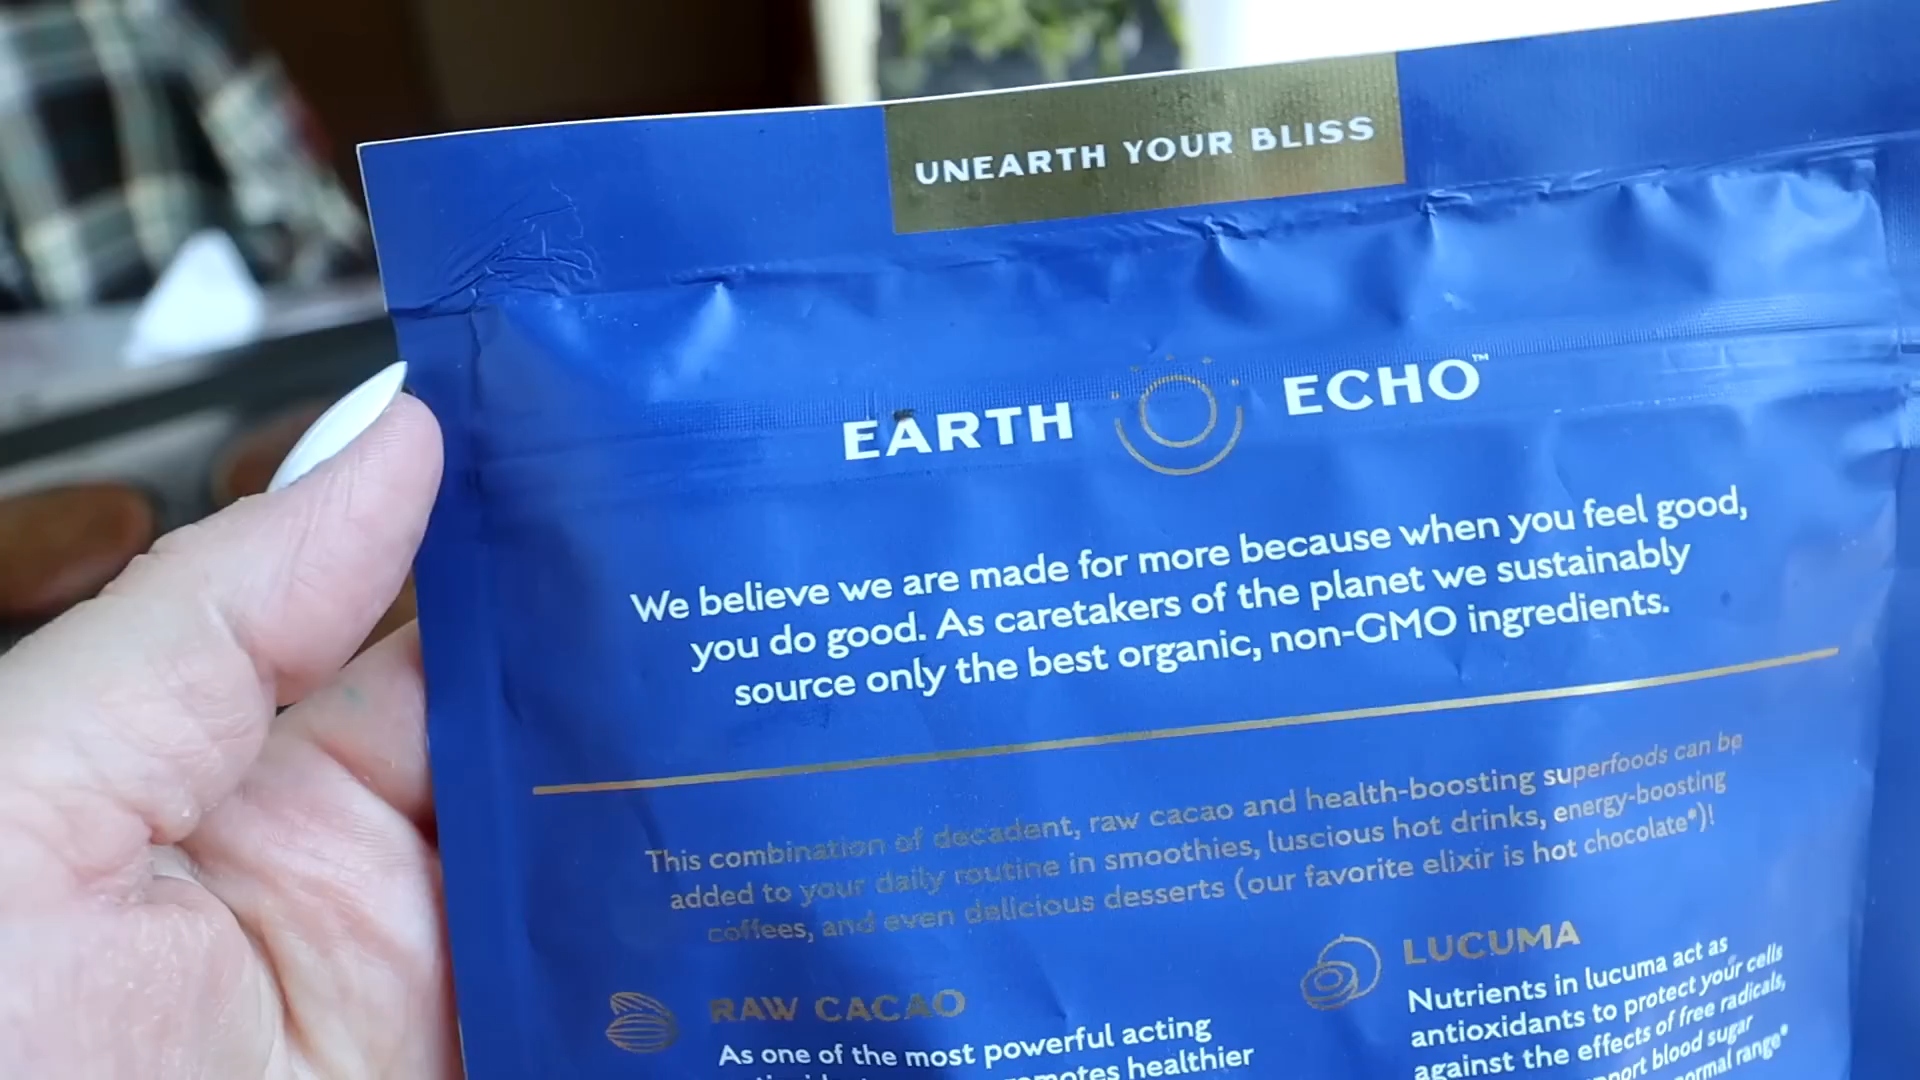 UNEARTH YOUR BLISS
EARTH ECHO™
We believe we are made for more because when you feel good,
you do good. As caretakers of the planet we sustainably
source only the best organic, non-GMO ingredients.
This combination of decadent, raw cacao and health-boosting superfoods can be
added to your daily routine in smoothies, luscious hot drinks, energy-boosting
coffees, and even delicious desserts (our favorite elixir is hot chocolate*)!
RAW CACAO
As one of the most powerful acting
healthier
LUCUMA
Nutrients in lucuma act as
antioxidants to protect your cells
against the effects of free radicals,
blood sugar
range*